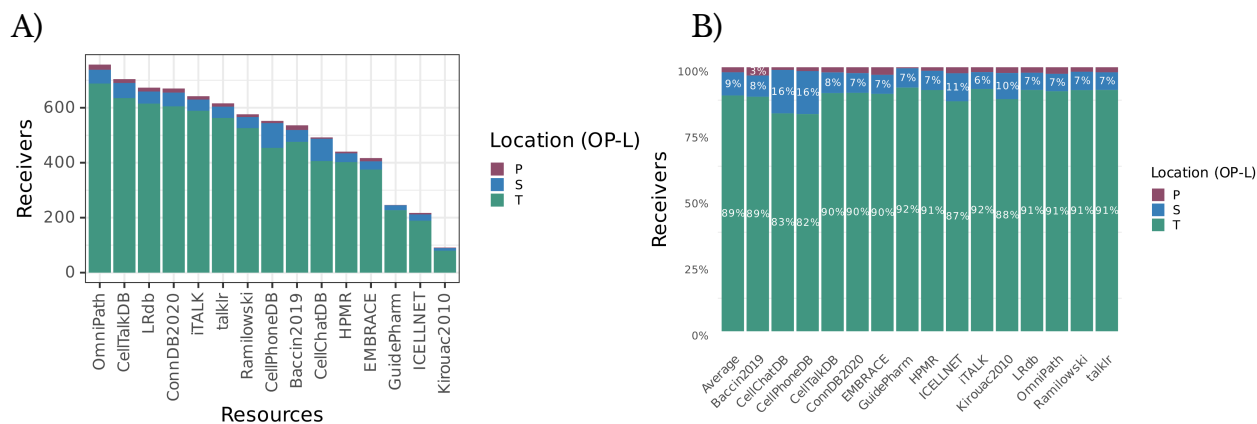 A)
Receivers
600
400
200
0
OmniPath
CellTalkDB
LRdb
ConnDB2020
iTALK
talklr
Ramilowski
CellPhoneDB
Baccin2019
CellChatDB
HPMR
EMBRACE
GuidePharm
ICELLNET
Kirouac2010
Resources
Location (OP-L)
P
S
T
B)
Receivers
100%
75%
50%
25%
0%
3%
9%
8%
16%
16%
8%
7%
7%
7%
7%
11%
6%
10%
7%
7%
7%
7%
89%
89%
83%
82%
90%
90%
90%
92%
91%
87%
92%
88%
91%
91%
91%
91%
Average
Baccin2019
CellChatDB
CellPhoneDB
CellTalkDB
ConnDB2020
EMBRACE
GuidePharm
HPMR
ICELLNET
iTALK
Kirouac2010
LRdb
OmniPath
Ramilowski
talklr
Location (OP-L)
P
S
T